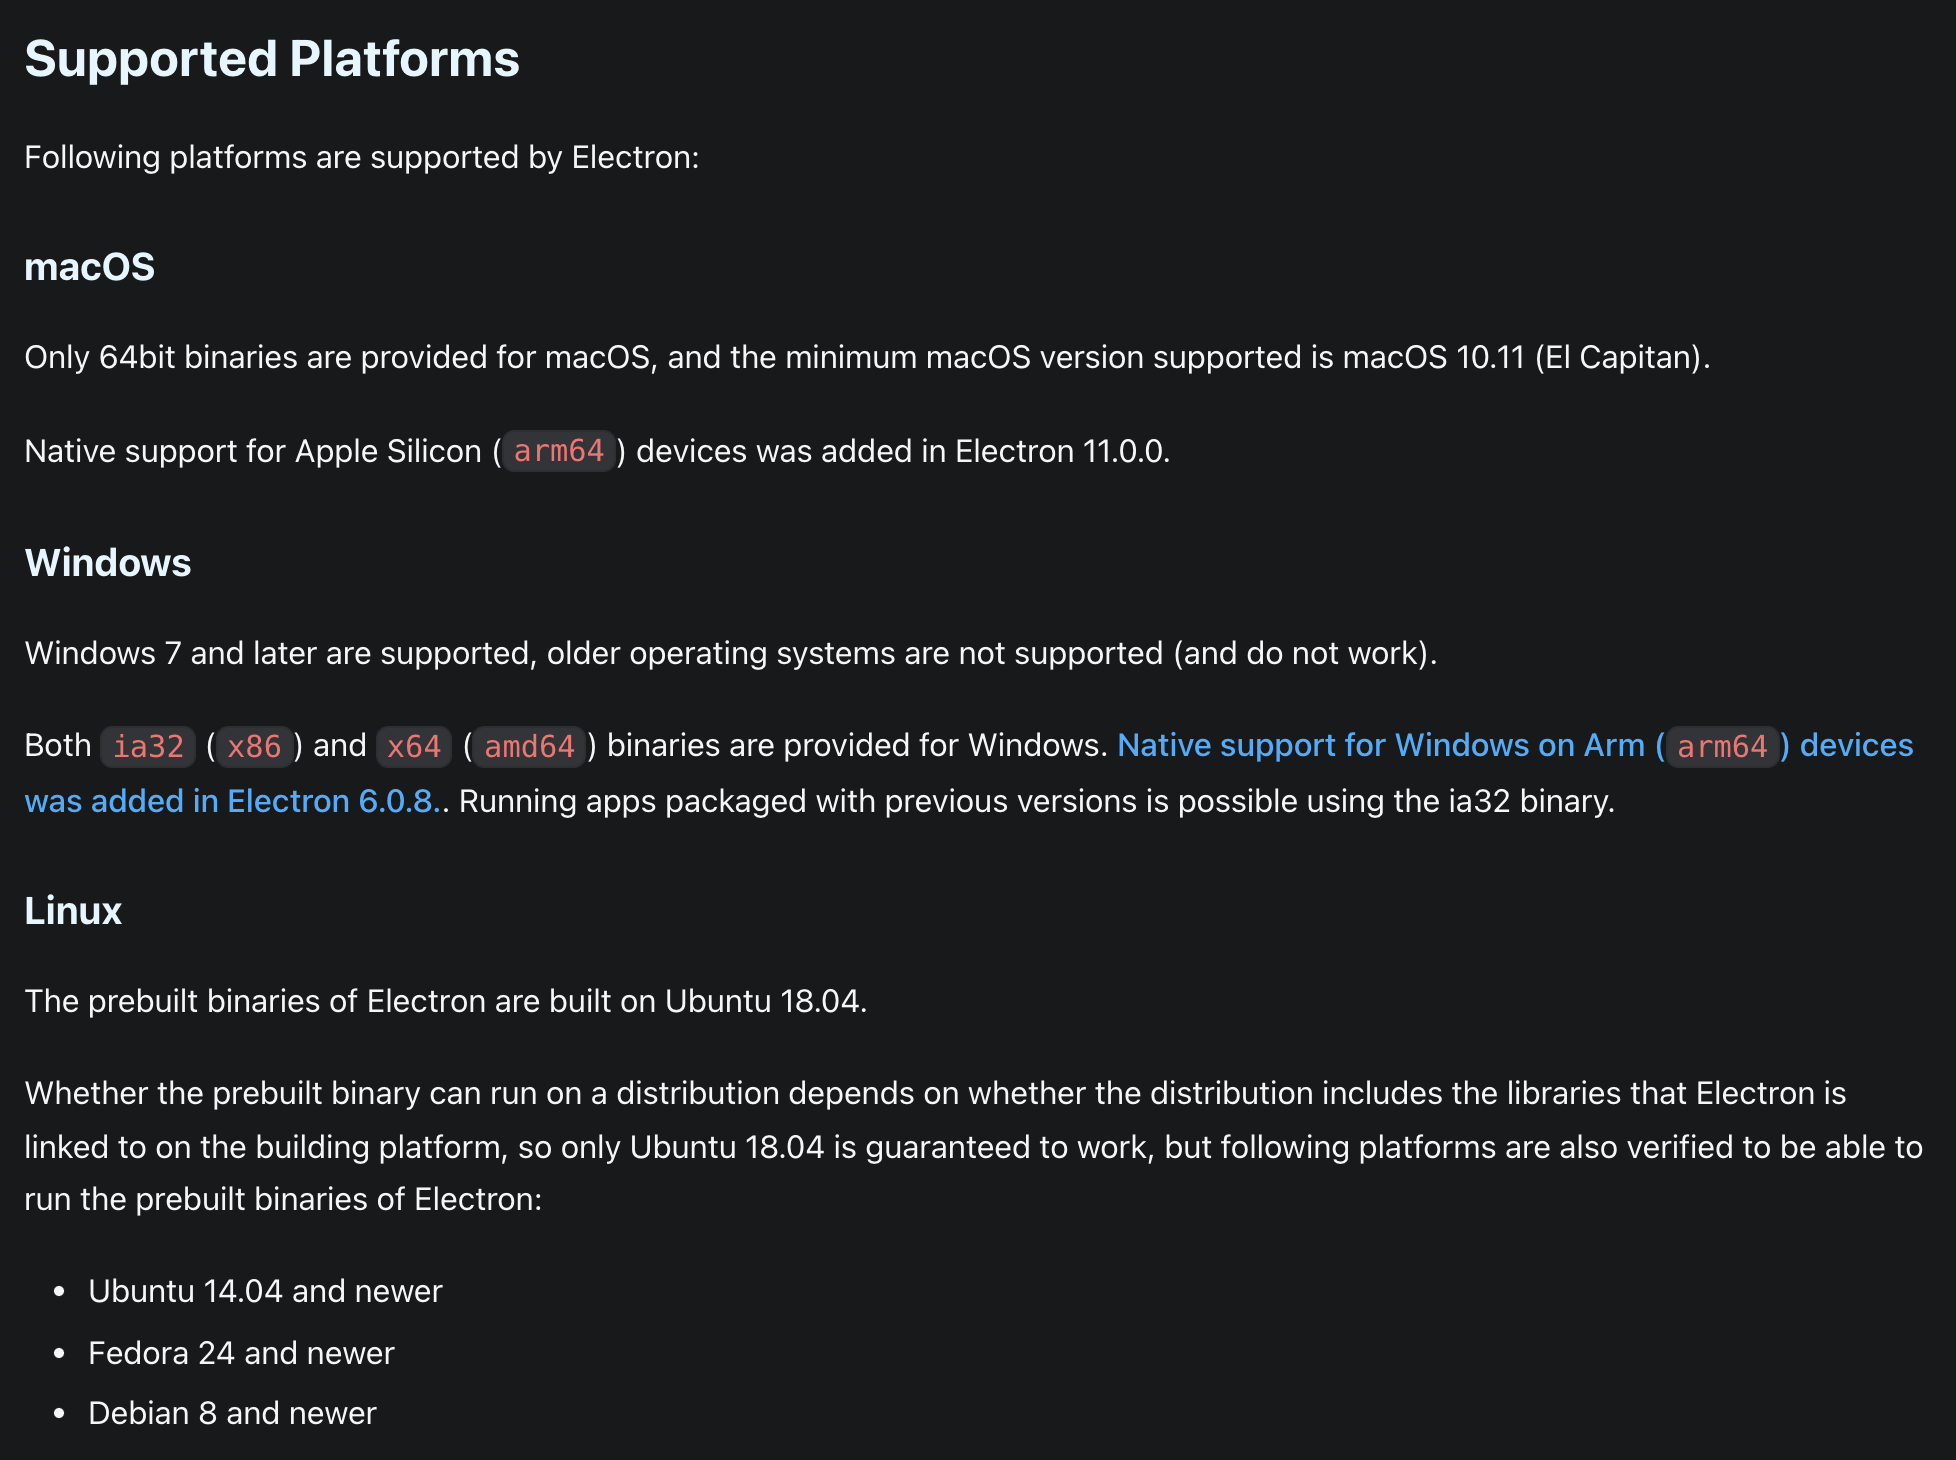 Supported Platforms
Following platforms are supported by Electron:
macOS
Only 64bit binaries are provided for macOS, and the minimum macOS version supported is macOS 10.11 (El Capitan).
Native support for Apple Silicon (arm64) devices was added in Electron 11.0.0.
Windows
Windows 7 and later are supported, older operating systems are not supported (and do not work).
Both ia32 (x86) and x64 (amd64) binaries are provided for Windows. Native support for Windows on Arm (arm64) devices
was added in Electron 6.0.8.. Running apps packaged with previous versions is possible using the ia32 binary.
Linux
The prebuilt binaries of Electron are built on Ubuntu 18.04.
Whether the prebuilt binary can run on a distribution depends on whether the distribution includes the libraries that Electron is
linked to on the building platform, so only Ubuntu 18.04 is guaranteed to work, but following platforms are also verified to be able to
run the prebuilt binaries of Electron:
• Ubuntu 14.04 and newer
• Fedora 24 and newer
• Debian 8 and newer